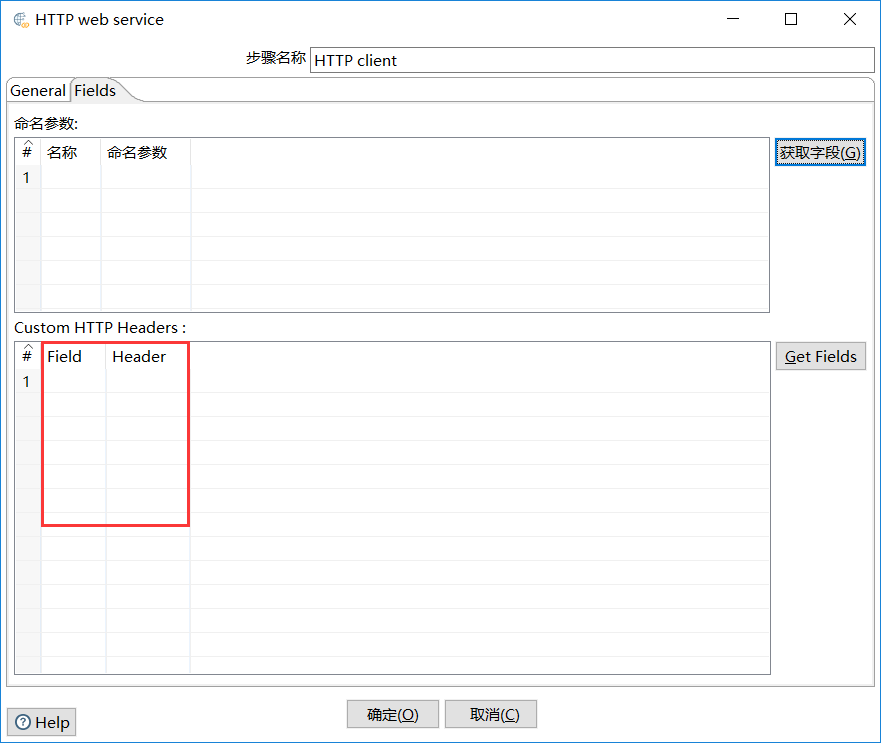 HTTP web service
步骤名称 HTTP client
General Fields
命名参数:
# 名称 命名参数 获取字段(G)
1
Custom HTTP Headers :
# Field Header Get Fields
1
Help 确定(O) 取消(C)